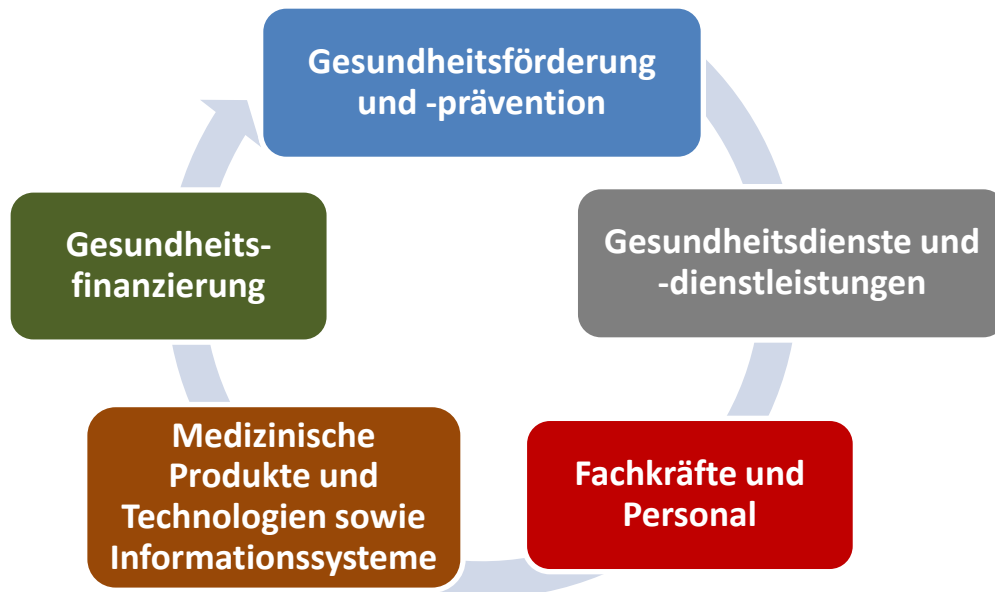 Gesundheitsförderung
und -prävention
Gesundheitsdienste und
-dienstleistungen
Fachkräfte und
Personal
Medizinische
Produkte und
Technologien sowie
Informationssysteme
Gesundheits-
finanzierung